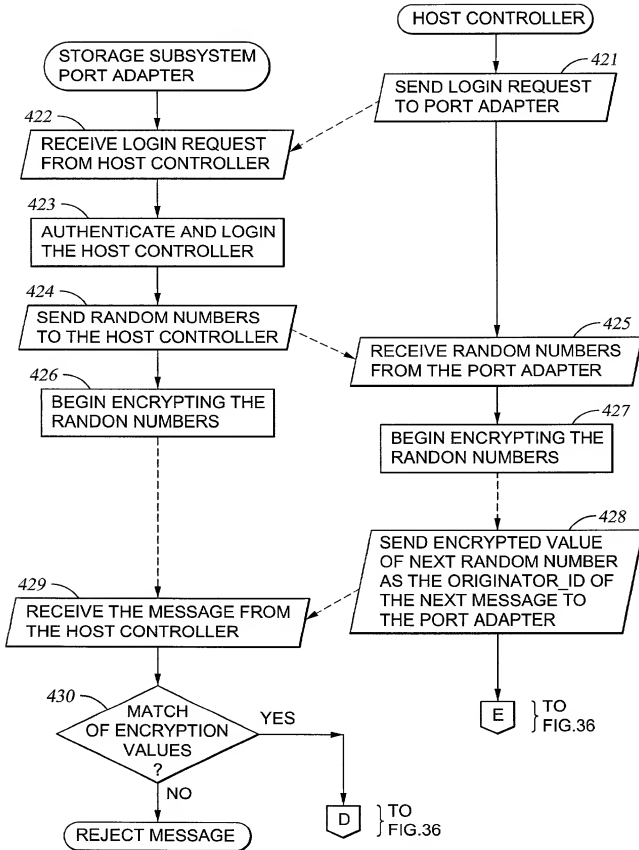 HOST CONTROLLER
STORAGE SUBSYSTEM
PORT ADAPTER
421
SEND LOGIN REQUEST
TO PORT ADAPTER
422
RECEIVE LOGIN REQUEST
FROM HOST CONTROLLER
423
AUTHENTICATE AND LOGIN
THE HOST CONTROLLER
424
SEND RANDOM NUMBERS
TO THE HOST CONTROLLER
425
RECEIVE RANDOM NUMBERS
FROM THE PORT ADAPTER
426
BEGIN ENCRYPTING THE
RANDON NUMBERS
427
BEGIN ENCRYPTING THE
RANDON NUMBERS
428
SEND ENCRYPTED VALUE
OF NEXT RANDOM NUMBER
AS THE ORIGINATOR_ID OF
THE NEXT MESSAGE TO
THE PORT ADAPTER
429
RECEIVE THE MESSAGE FROM
THE HOST CONTROLLER
430
MATCH
OF ENCRYPTION
VALUES
?
YES
NO
E
TO
FIG.36
D
TO
FIG.36
REJECT MESSAGE